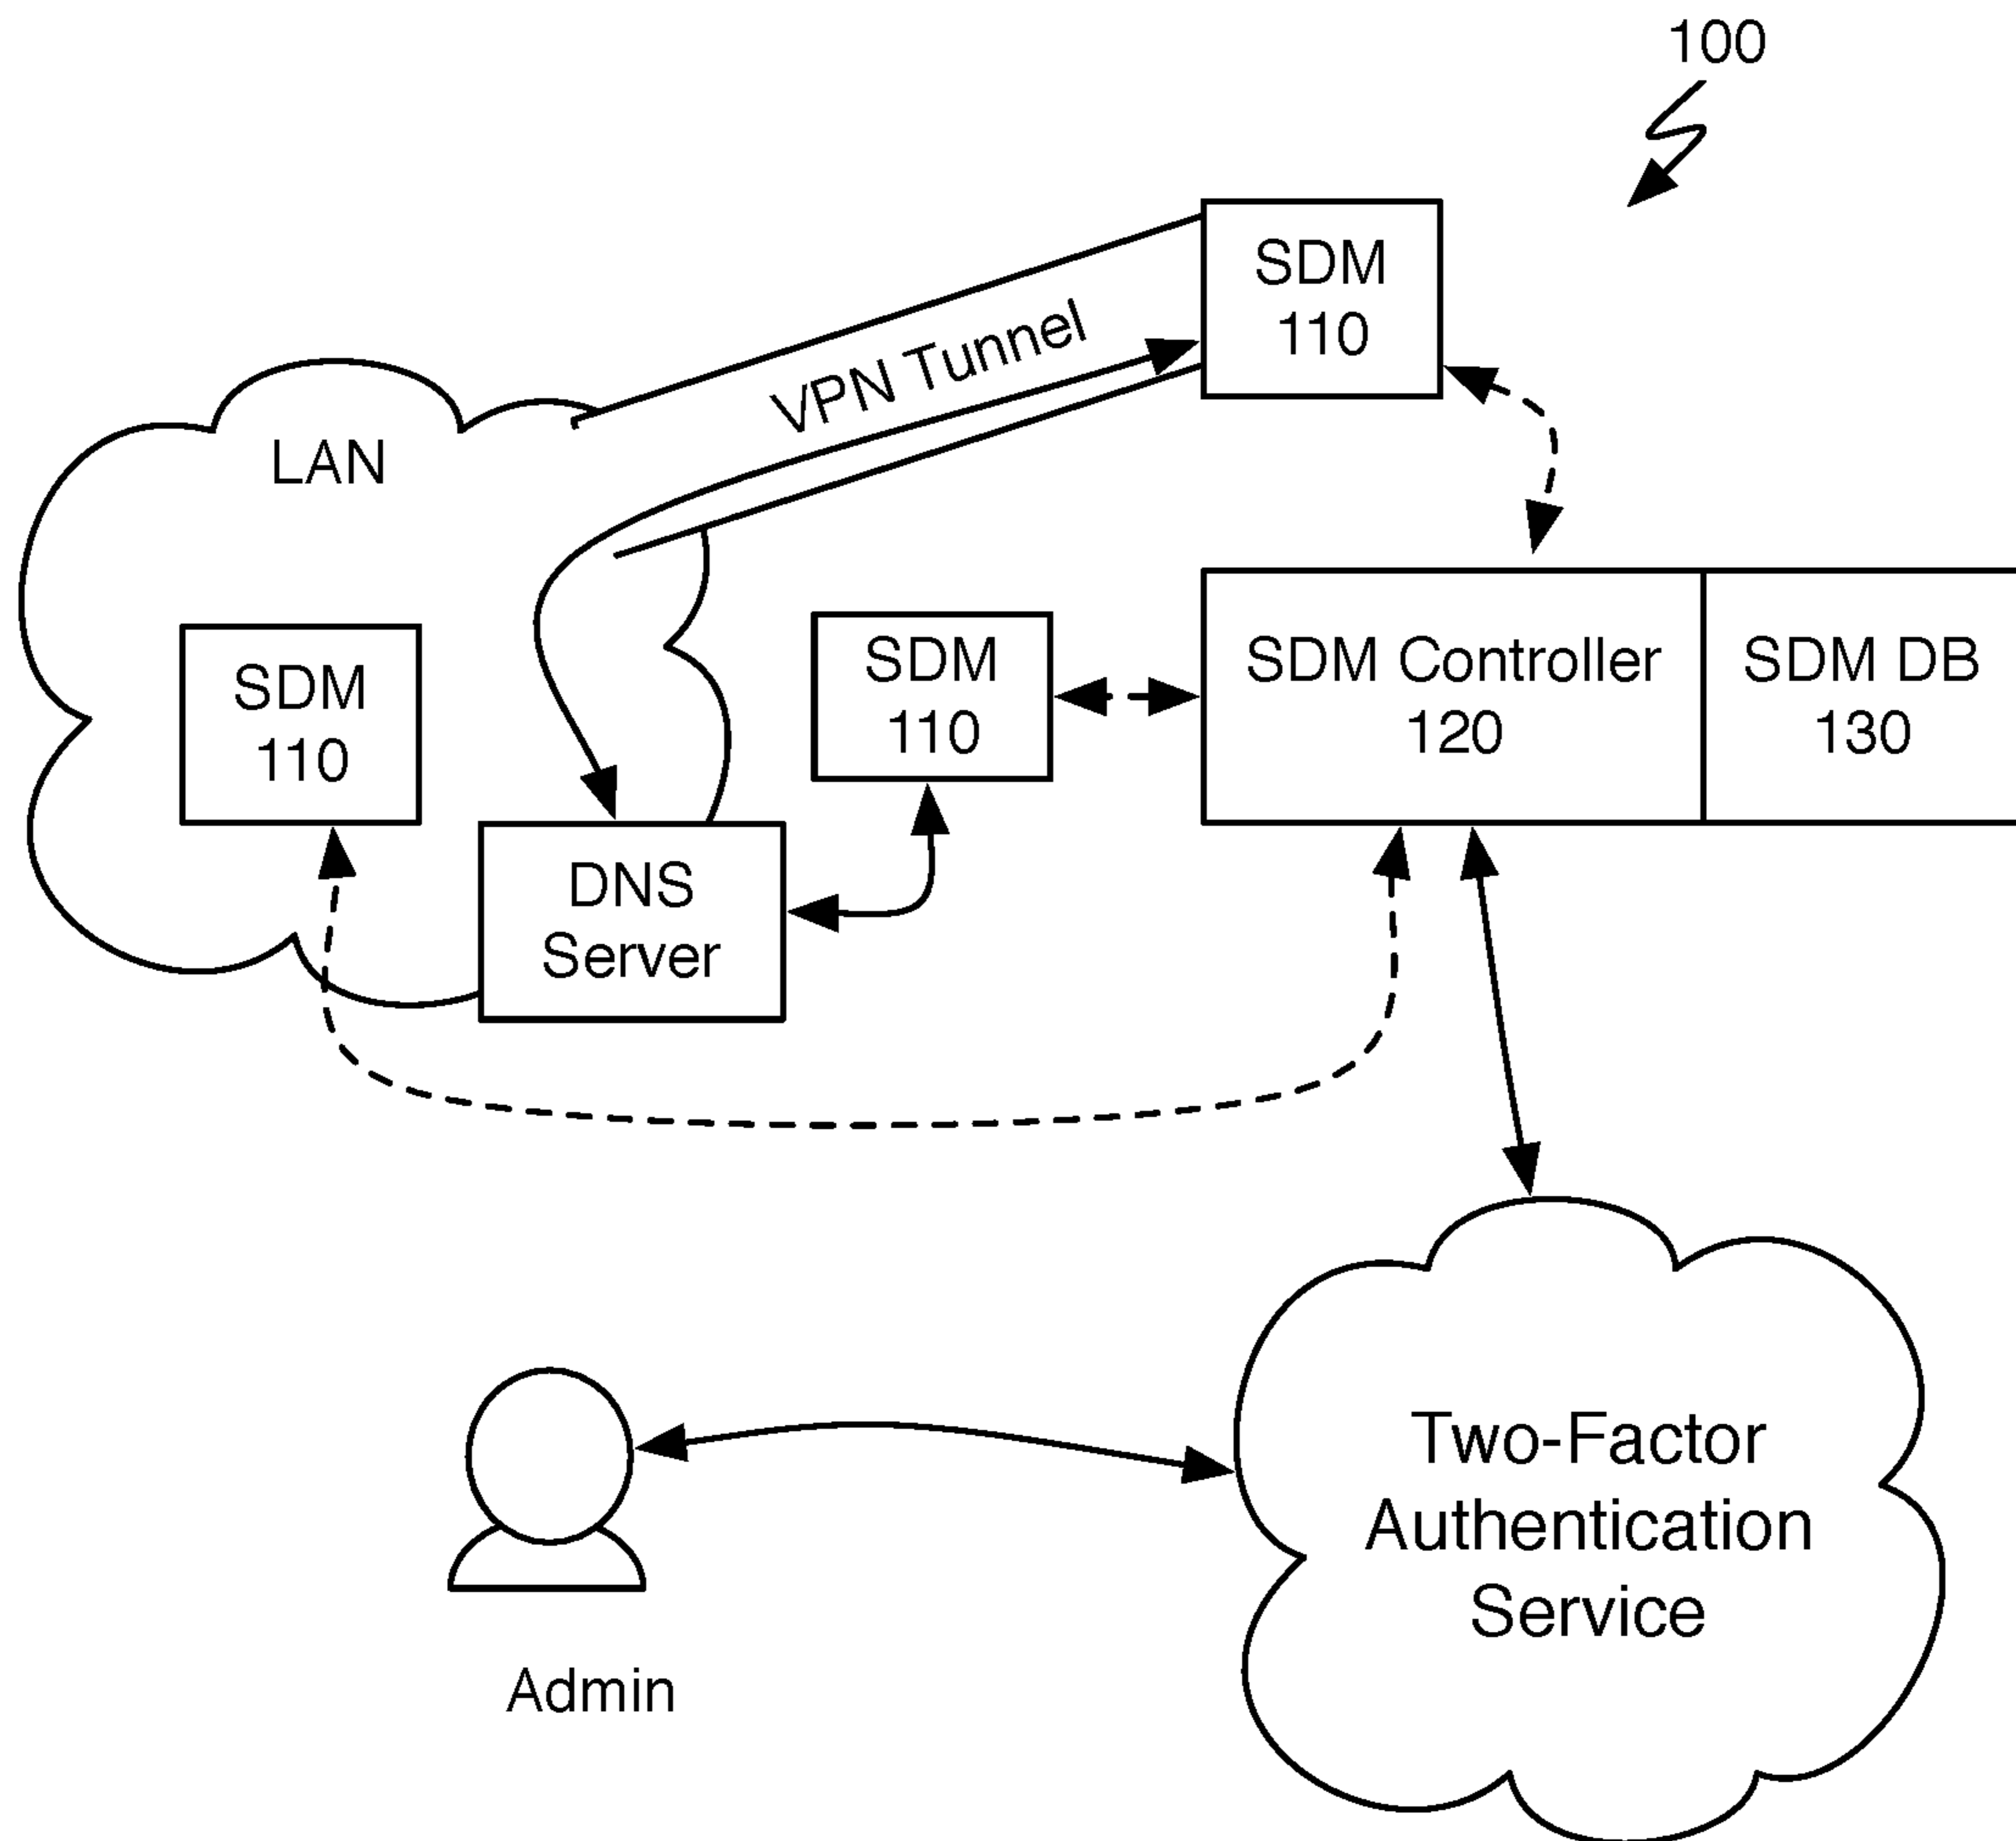 100
SDM
110
VPN Tunnel
LAN
SDM
110
SDM
110
SDM Controller
120
SDM DB
130
DNS
Server
Two-Factor
Authentication
Service
Admin